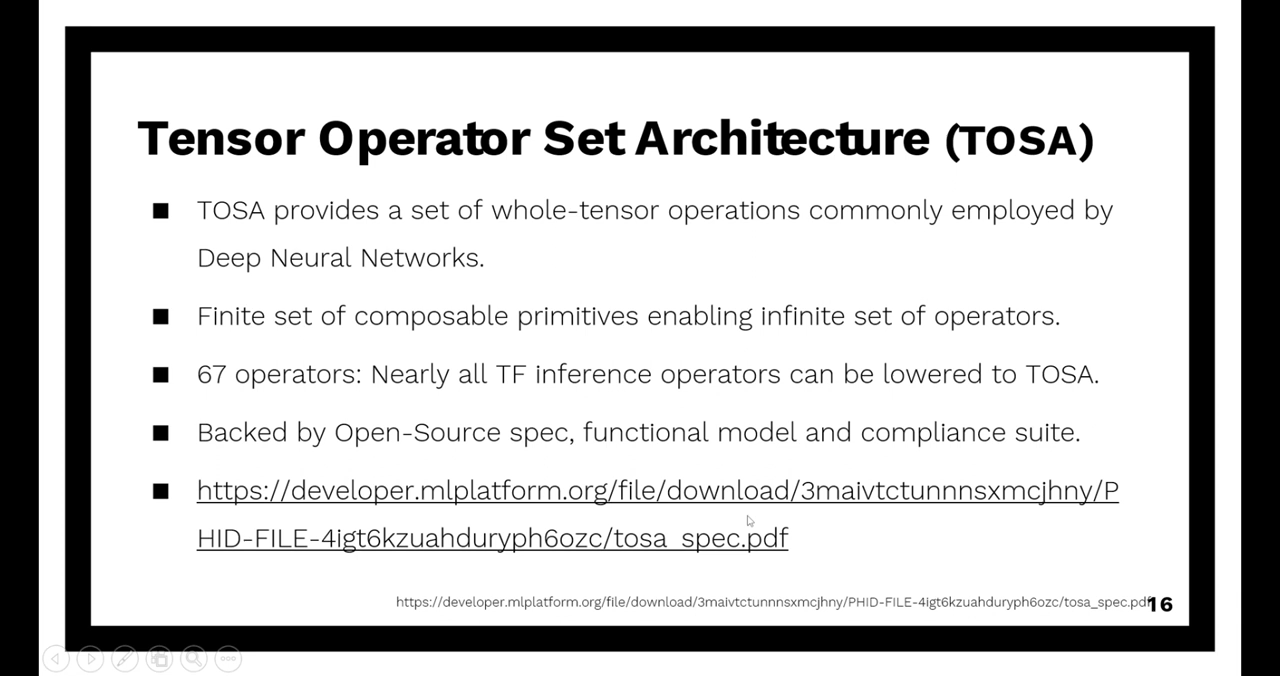 Tensor Operator Set Architecture (TOSA)
TOSA provides a set of whole-tensor operations commonly employed by
Deep Neural Networks.
Finite set of composable primitives enabling infinite set of operators.
67 operators: Nearly all TF inference operators can be lowered to TOSA.
Backed by Open-Source spec, functional model and compliance suite.
https://developer.mlplatform.org/file/download/3maivtctunnnsxmcjhny/P
HID-FILE-4igt6kzuahduryph6ozc/tosa_spec.pdf
https://developer.mlplatform.org/file/download/3maivtctunnnsxmcjhny/PHID-FILE-4igt6kzuahduryph6ozc/tosa_spec.pdf
16